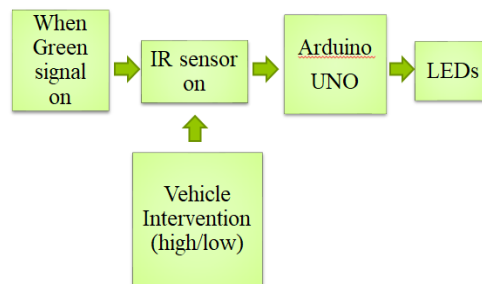 When
Green
signal
on
IR sensor
on
Arduino
UNO
LEDs
Vehicle
Intervention
(high/low)